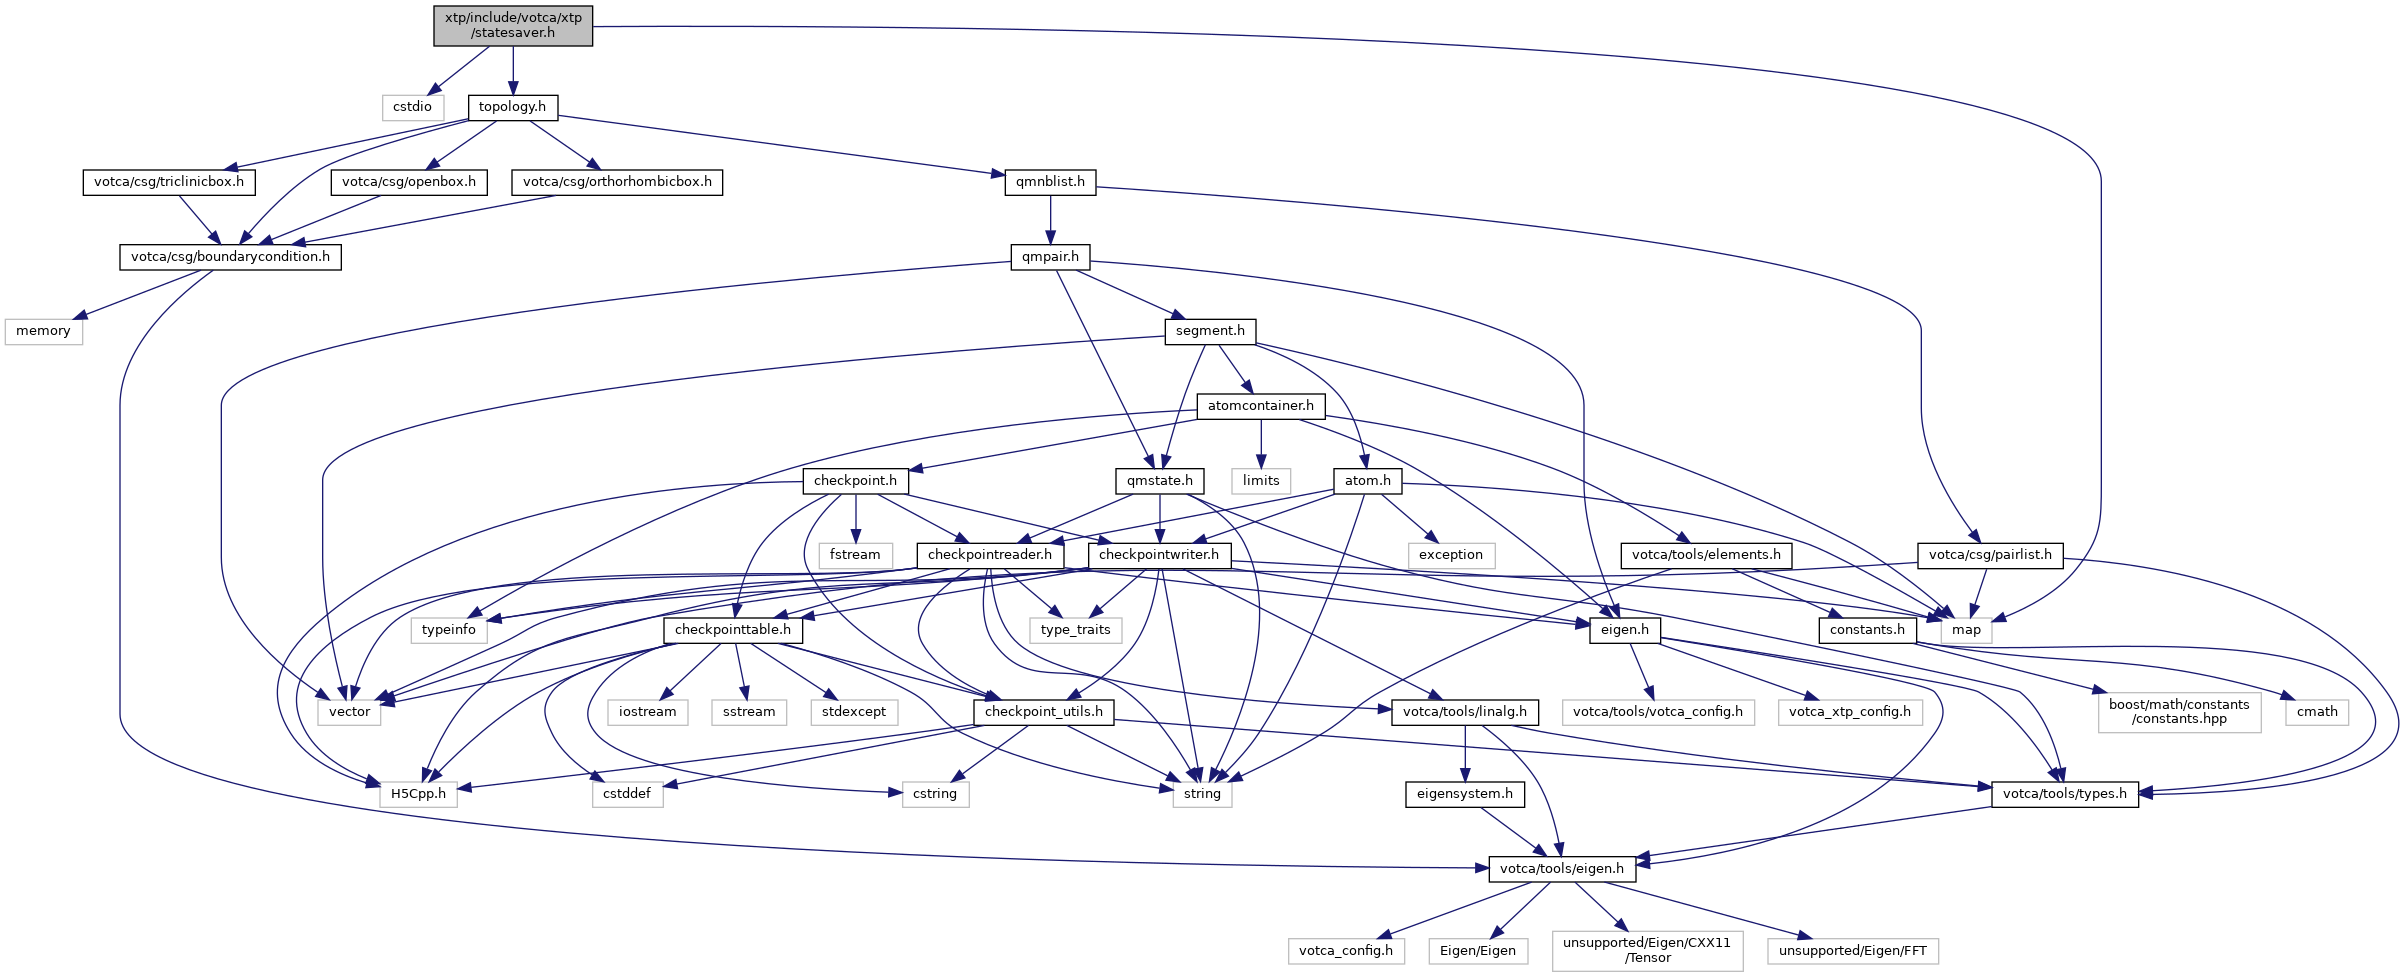 xtp/include/votca/xtp
/statesaver.h
cstdio
topology.h
votca/csg/triclinicbox.h
votca/csg/openbox.h
votca/csg/orthorhombicbox.h
qmnblist.h
votca/csg/boundarycondition.h
qmpair.h
memory
segment.h
atomcontainer.h
checkpoint.h
qmstate.h
limits
atom.h
fstream
checkpointreader.h
checkpointwriter.h
exception
votca/tools/elements.h
votca/csg/pairlist.h
typeinfo
checkpointtable.h
type_traits
eigen.h
constants.h
map
vector
iostream
sstream
stdexcept
checkpoint_utils.h
votca/tools/linalg.h
votca/tools/votca_config.h
votca_xtp_config.h
boost/math/constants
/constants.hpp
cmath
H5Cpp.h
cstddef
cstring
string
eigensystem.h
votca/tools/types.h
votca/tools/eigen.h
votca_config.h
Eigen/Eigen
unsupported/Eigen/CXX11
/Tensor
unsupported/Eigen/FFT